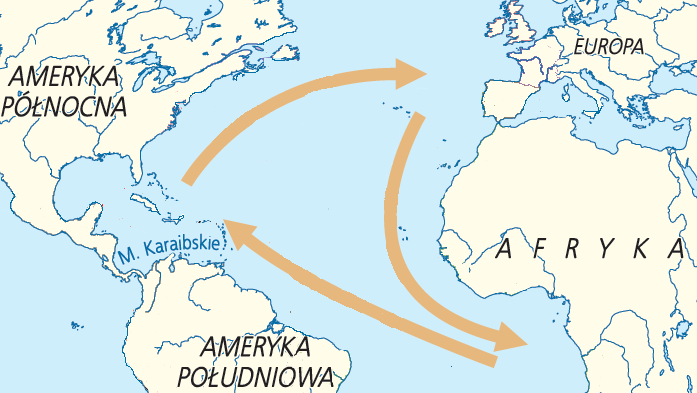 EUROPA
AMERYKA
PÓŁNOCNA
A F R Y K A
M. Karaibskie
AMERYKA
POŁUDNIOWA